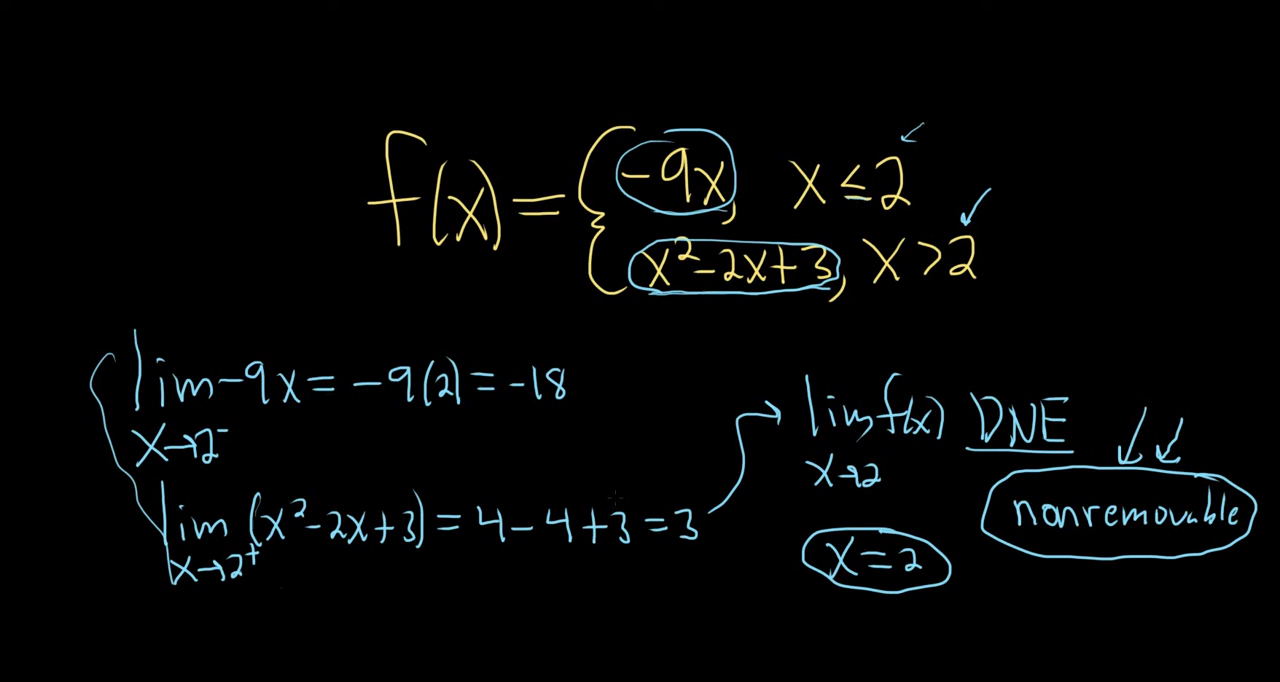 f(x) = { -9x, x ≤ 2
x² - 2x + 3, x > 2
lim -9x = -9(2) = -18
x → 2⁻
lim (x² - 2x + 3) = 4 - 4 + 3 = 3
x → 2⁺
lim f(x) DNE
x → 2
nonremovable
x = 2